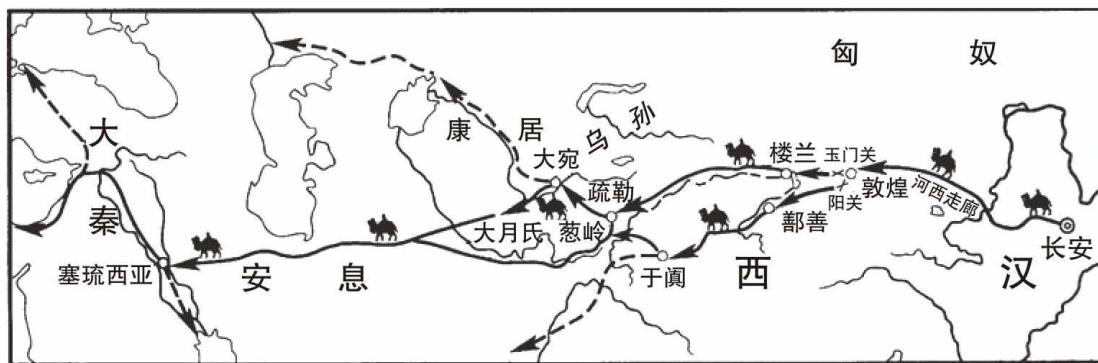 匈 奴
乌 孙
康 居
大宛
大
秦
楼兰
玉门关
敦煌
阳关
河西走廊
疏勒
鄯善
大月氏
葱岭
于阗
塞琉西亚
安 息
西
汉
长安